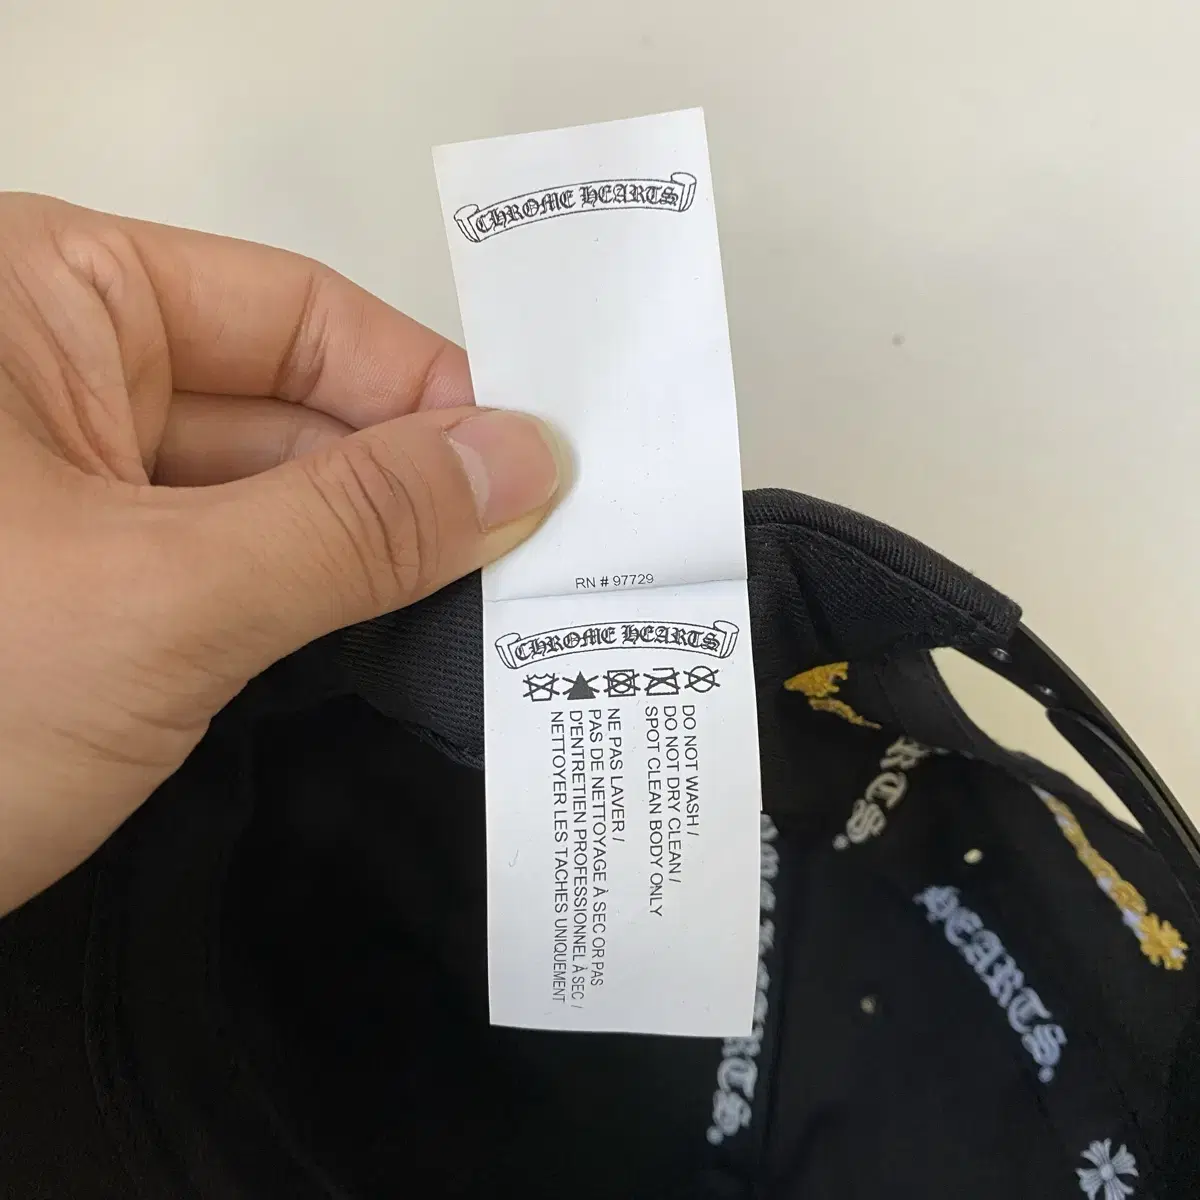 CHROME HEARTS
RN # 97729
CHROME HEARTS
DO NOT WASH /
DO NOT DRY CLEAN /
SPOT CLEAN BODY ONLY
NE PAS LAVER /
PAS DE NETTOYAGE À SEC OR PAS
D'ENTRETIEN PROFESSIONNEL À SEC /
NETTOYER LES TACHES UNIQUEMENT
HEARTS.